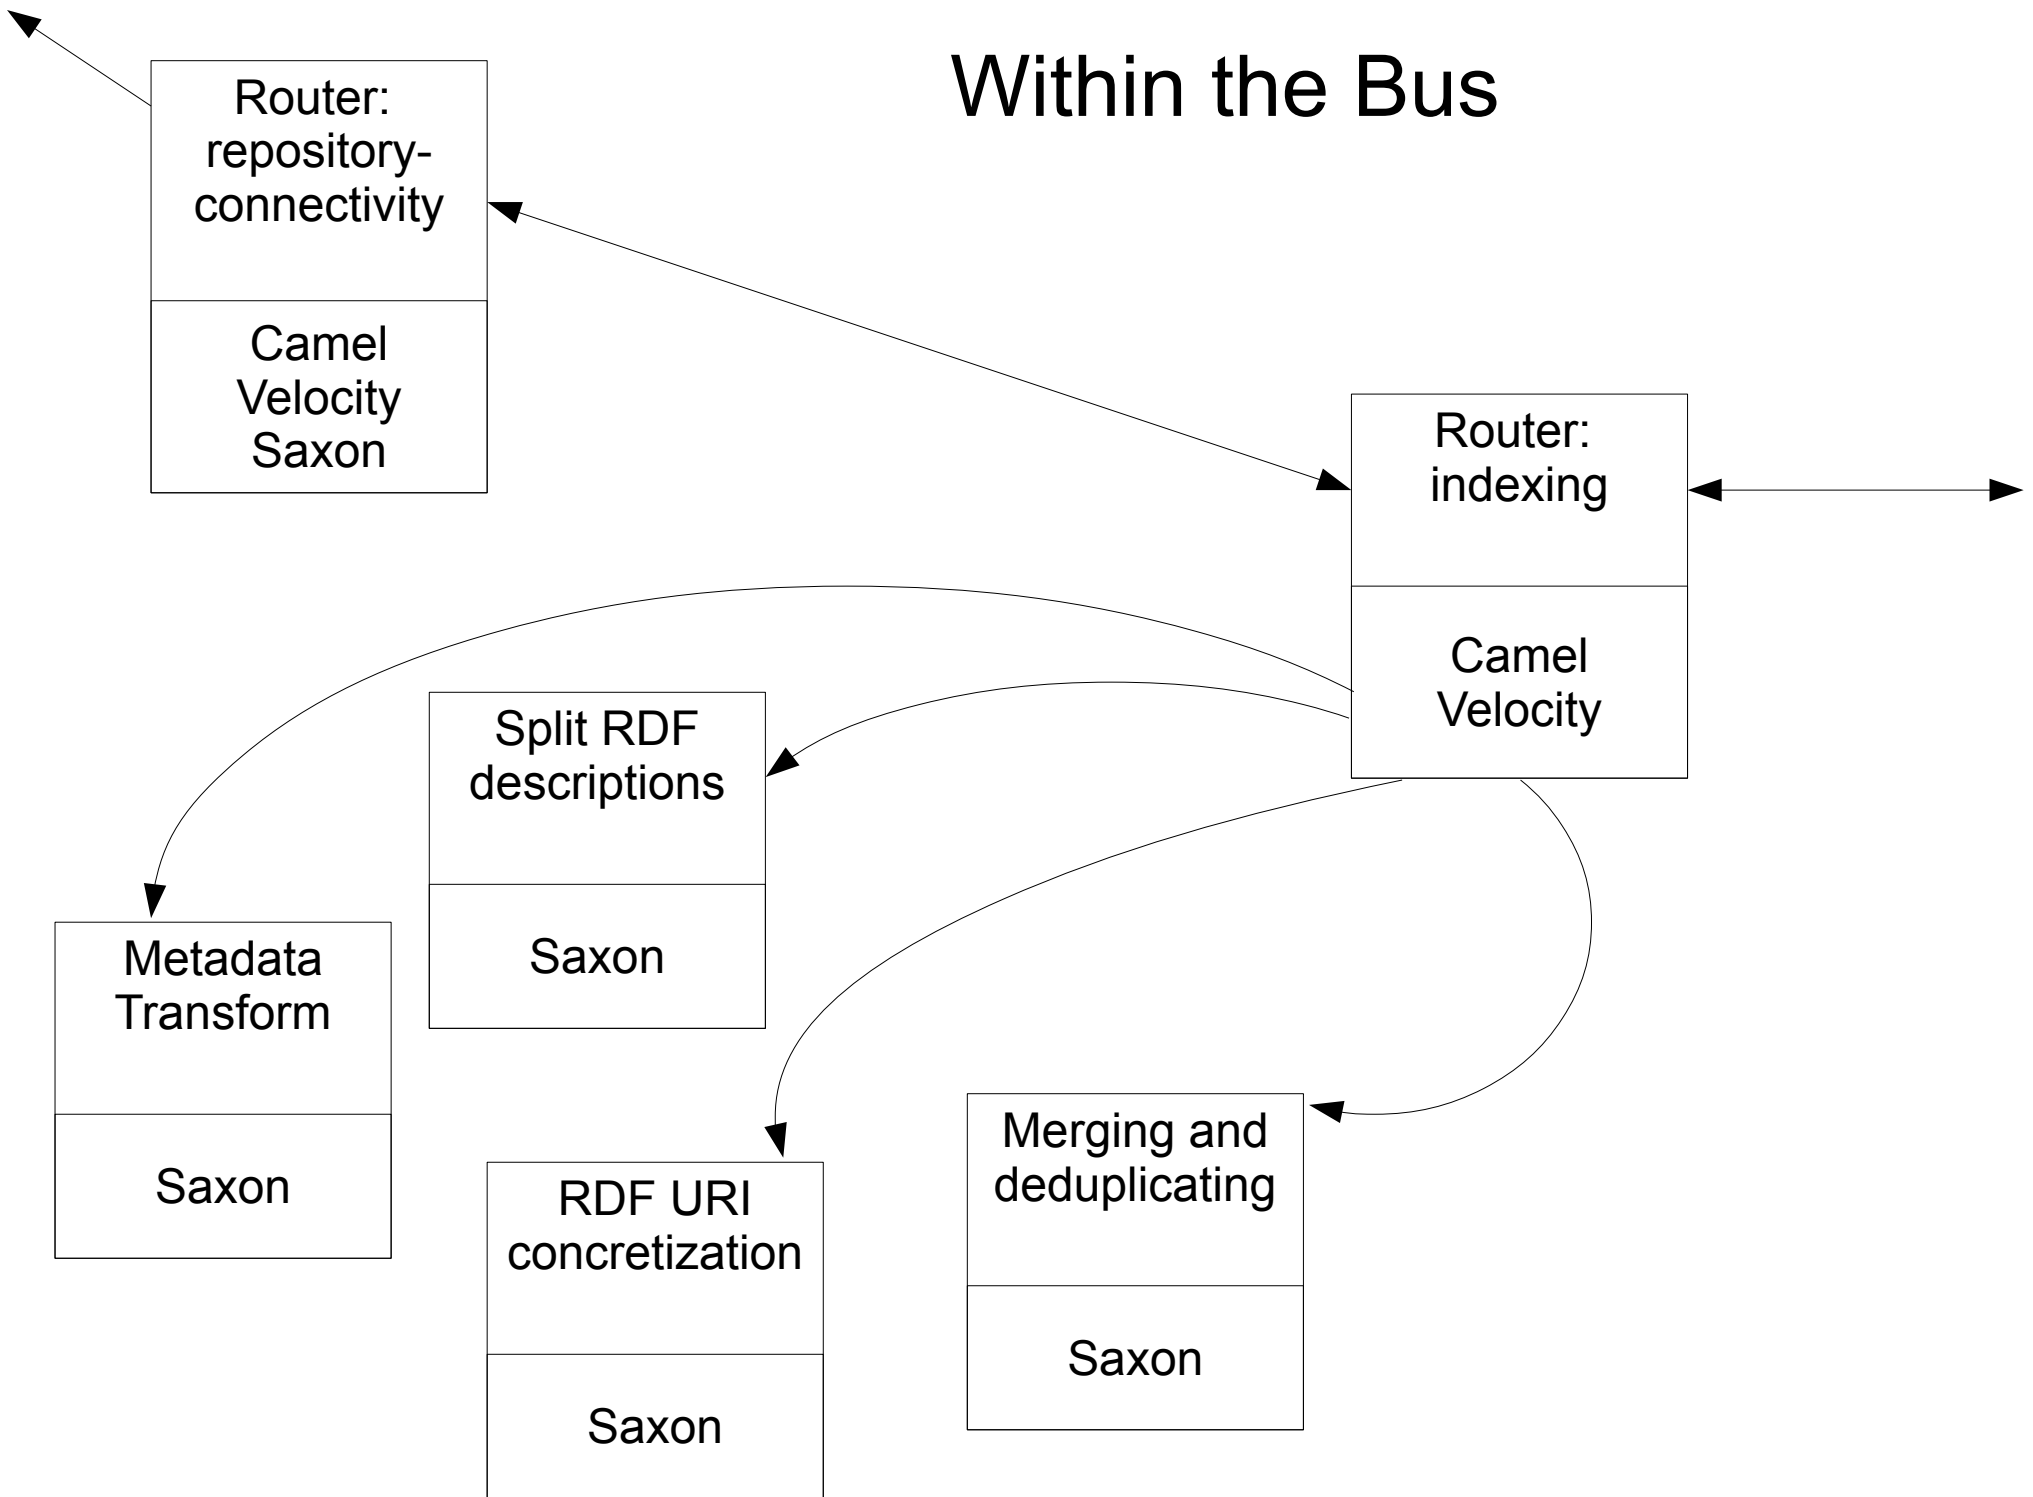 Within the Bus
Router:
repository-
connectivity
Camel
Velocity
Saxon
Router:
indexing
Camel
Velocity
Split RDF
descriptions
Saxon
Metadata
Transform
Saxon
RDF URI
concretization
Saxon
Merging and
deduplicating
Saxon